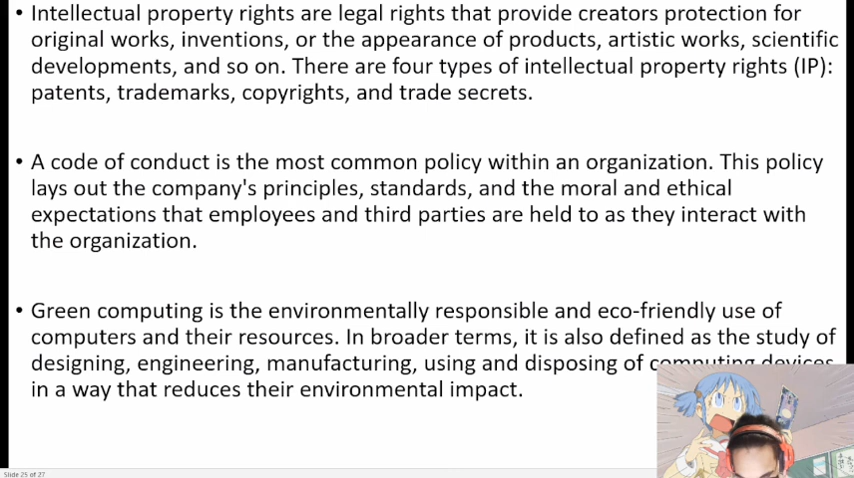 • Intellectual property rights are legal rights that provide creators protection for
original works, inventions, or the appearance of products, artistic works, scientific
developments, and so on. There are four types of intellectual property rights (IP):
patents, trademarks, copyrights, and trade secrets.
• A code of conduct is the most common policy within an organization. This policy
lays out the company's principles, standards, and the moral and ethical
expectations that employees and third parties are held to as they interact with
the organization.
• Green computing is the environmentally responsible and eco-friendly use of
computers and their resources. In broader terms, it is also defined as the study of
designing, engineering, manufacturing, using and disposing of computing devices
in a way that reduces their environmental impact.
Slide 25 of 27